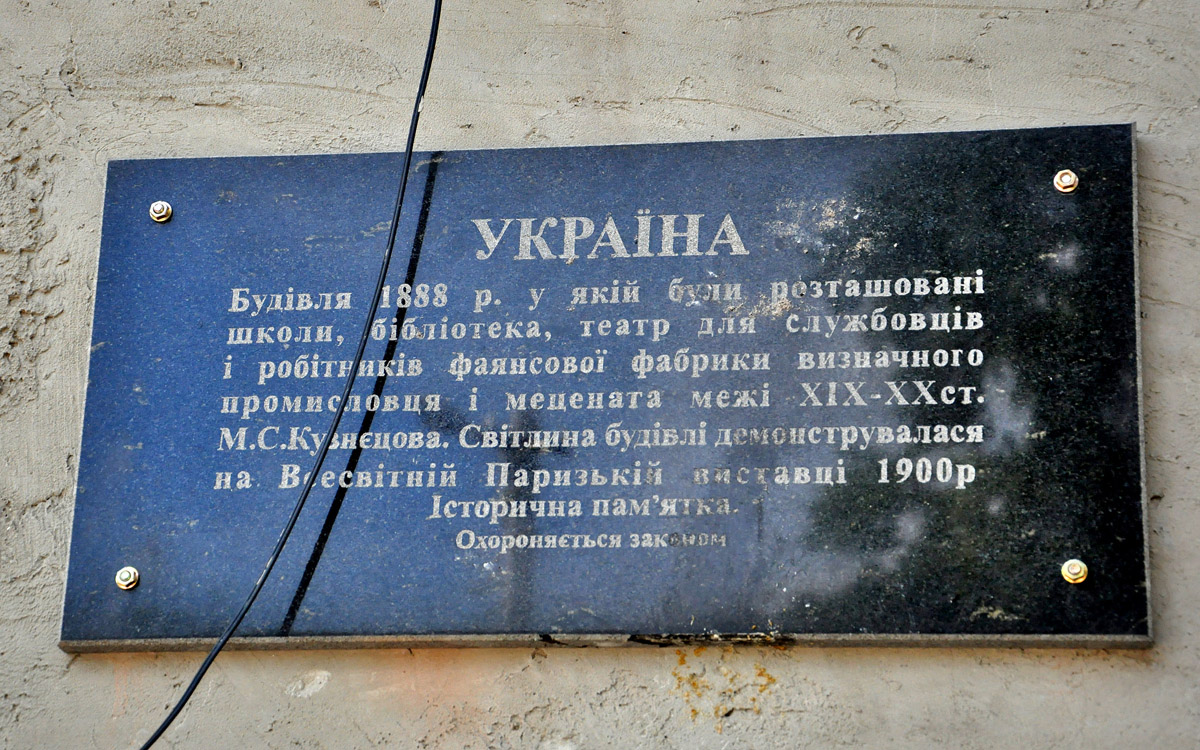 УКРАЇНА
Будівля 1888 р. у якій були розташовані
школи, бібліотека, театр для службовців
і робітників фаянсової фабрики визначного
промисловця і мецената межі XIX-XXст.
М.С.Кузнєцова. Світлина будівлі демонструвалася
на Всесвітній Паризькій виставці 1900р
Історична пам'ятка.
Охороняється законом